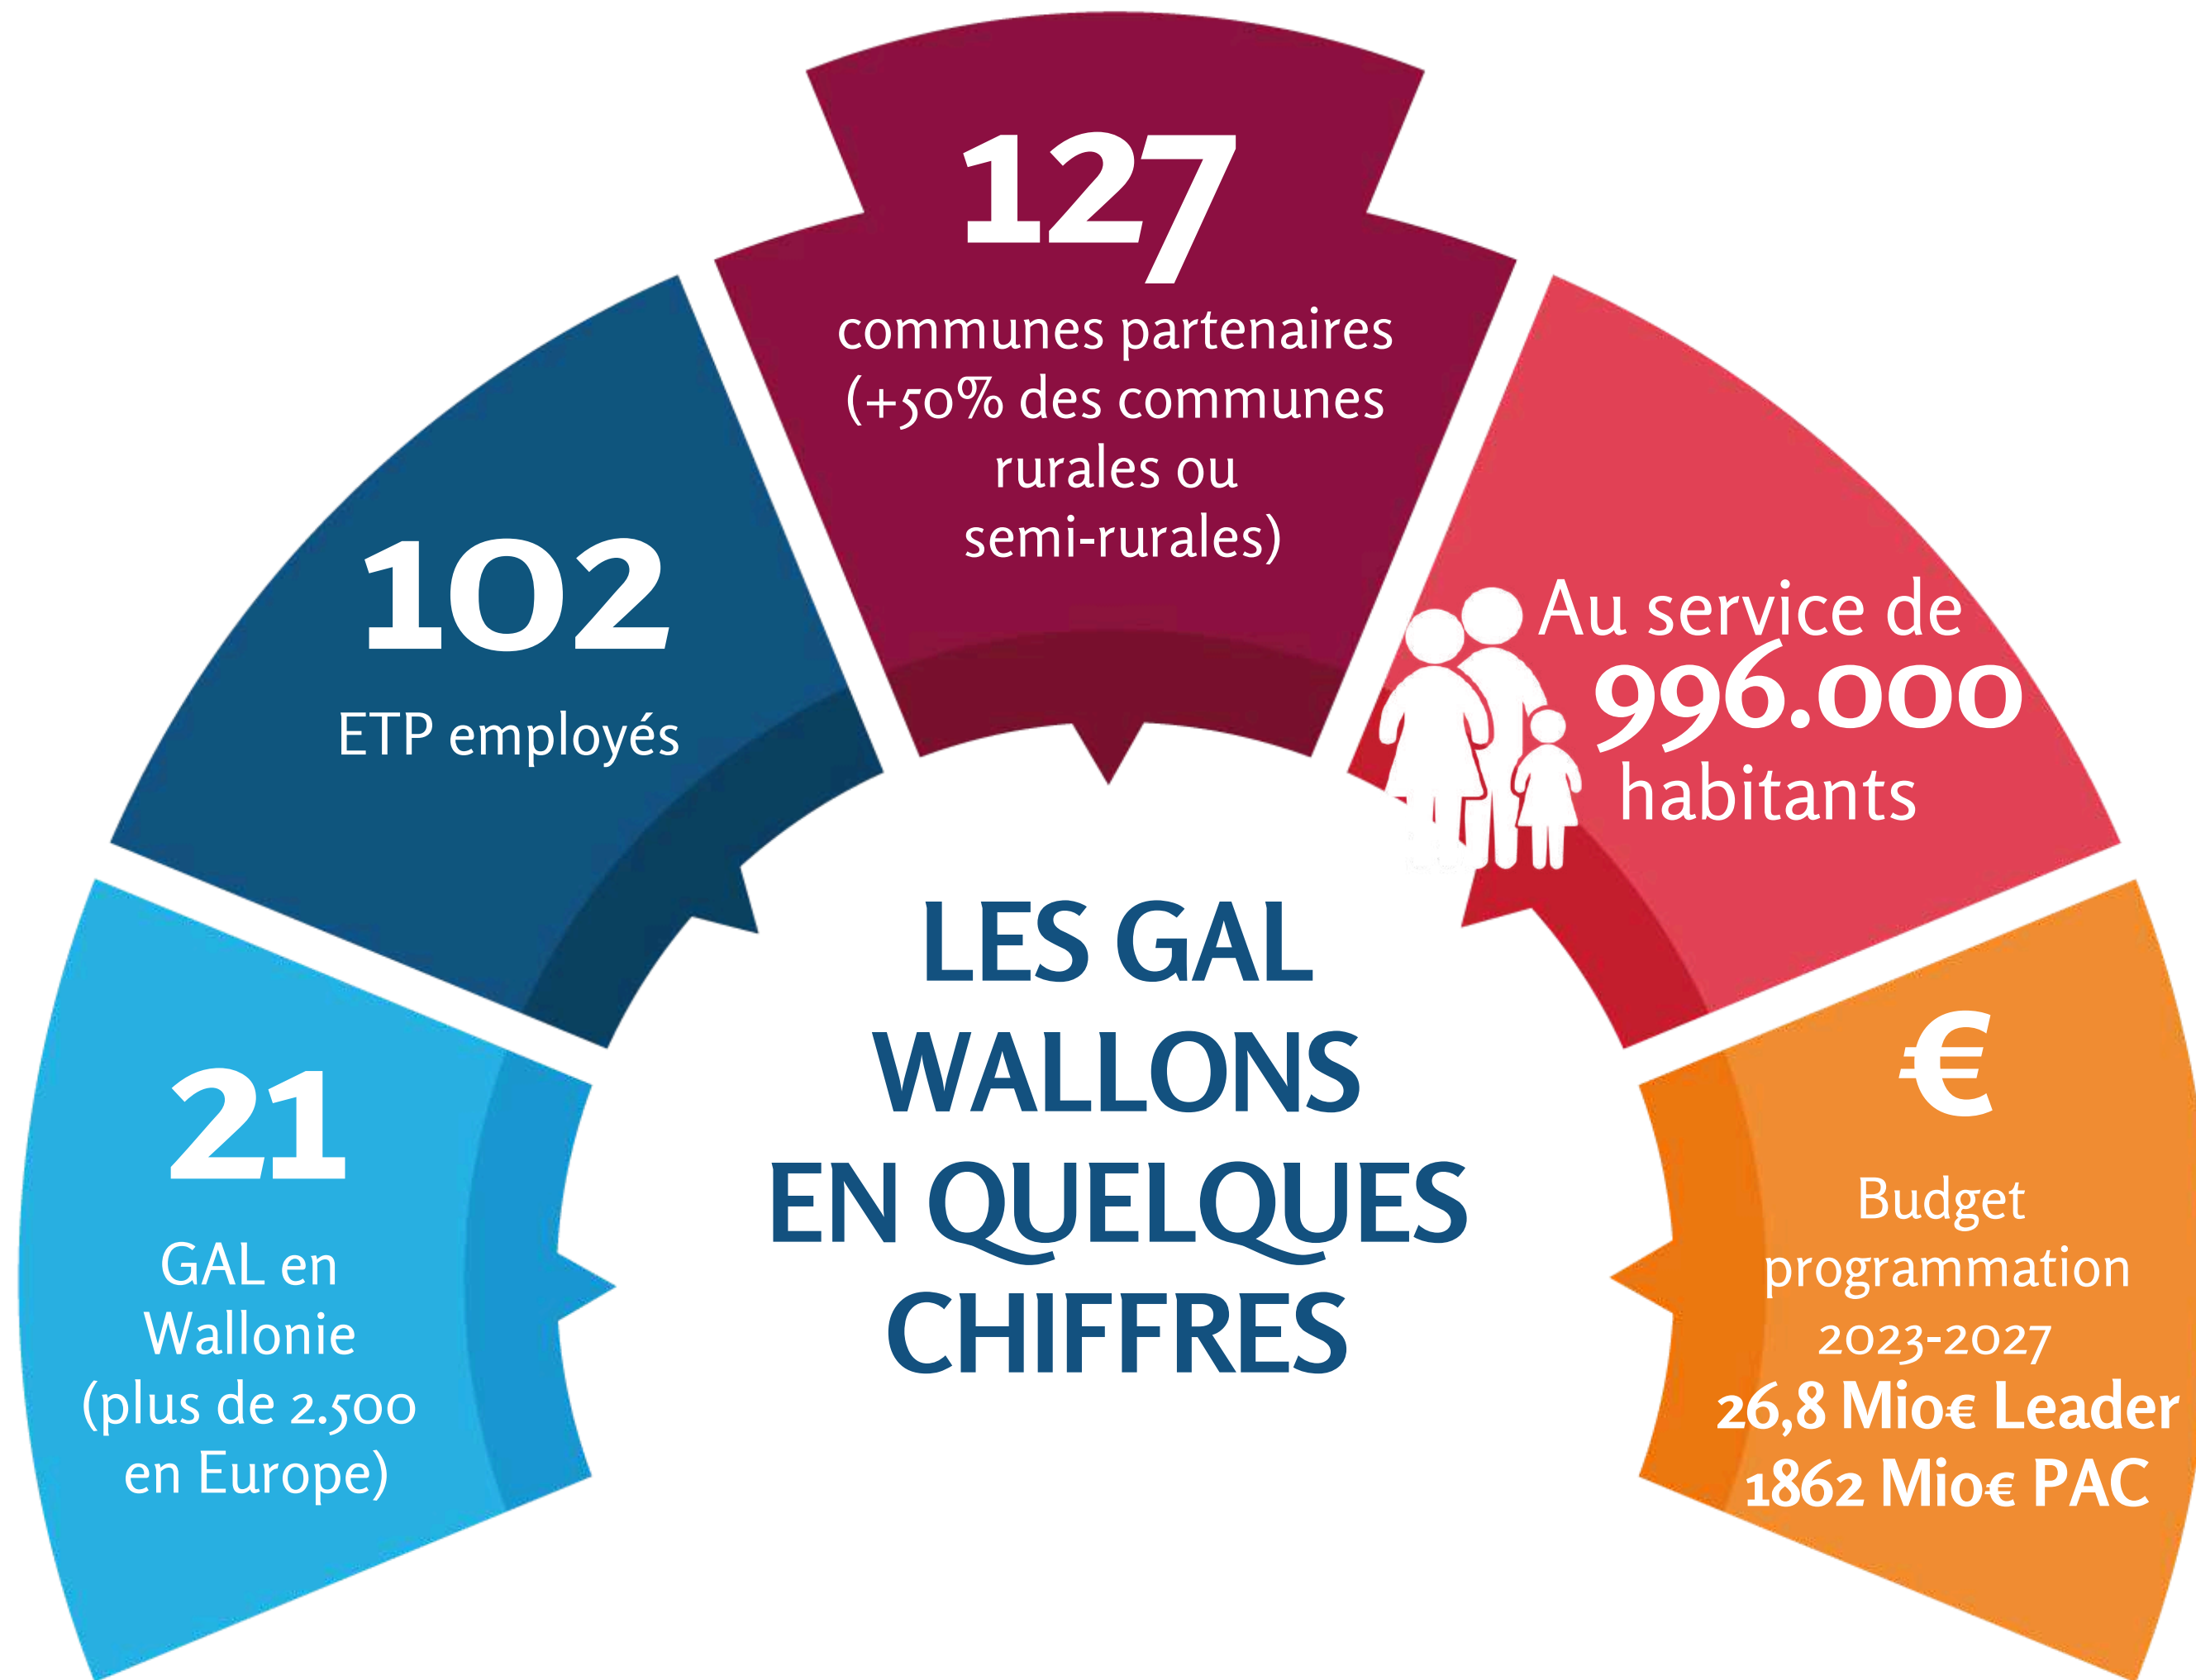 127
communes partenaires
(+50% des communes
rurales ou
semi-rurales)
102
ETP employés
Au service de
996.000
habitants
21
GAL en
Wallonie
(plus de 2.500
en Europe)
LES GAL
WALLONS
EN QUELQUES
CHIFFRES
€
Budget
programmation
2023-2027
26,8 Mio€ Leader
1862 Mio€ PAC